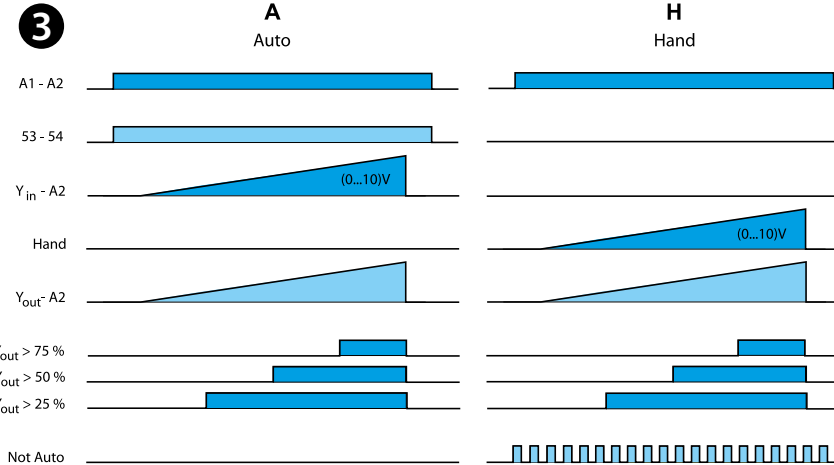 3
A
H
Auto
Hand
A1 - A2
53 - 54
Y in - A2
(0...10)V
Hand
(0...10)V
Yout - A2
out > 75 %
out > 50 %
out > 25 %
Not Auto